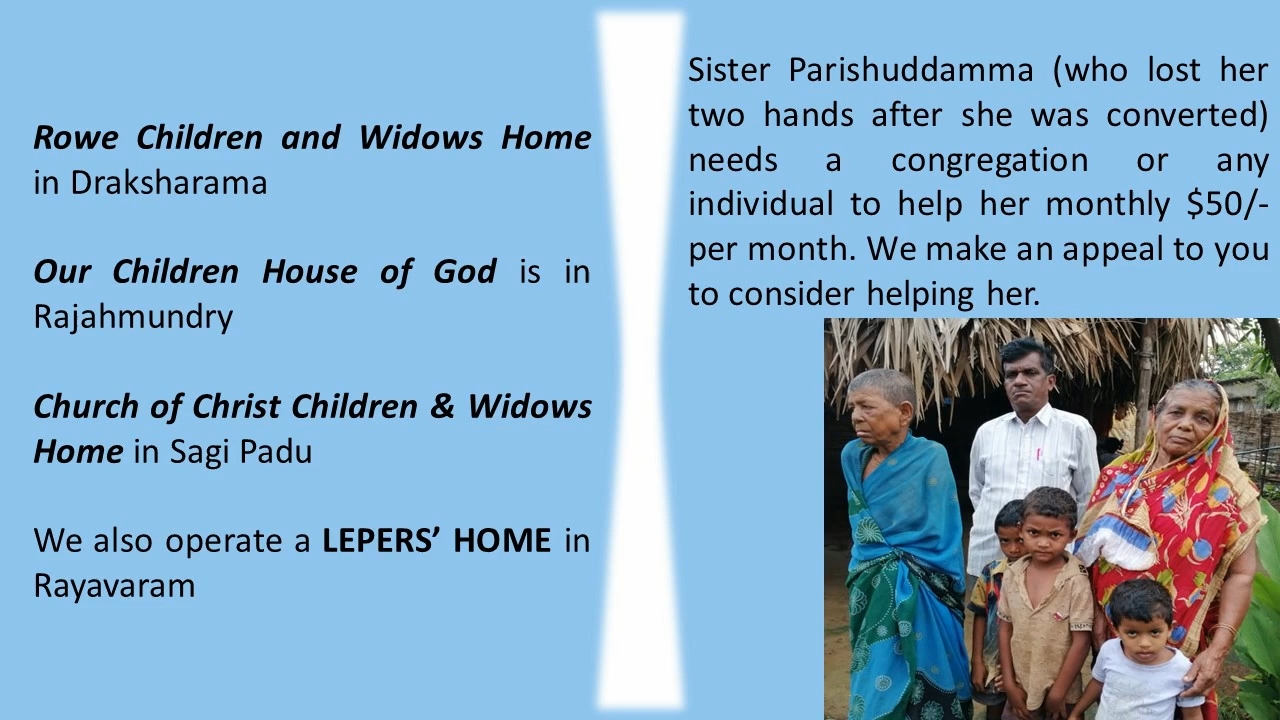 Rowe Children and Widows Home
in Draksharama
Our Children House of God is in
Rajahmundry
Church of Christ Children & Widows
Home in Sagi Padu
We also operate a LEPERS’ HOME in
Rayavaram
Sister Parishuddamma (who lost her
two hands after she was converted)
needs a congregation or any
individual to help her monthly $50/-
per month. We make an appeal to you
to consider helping her.